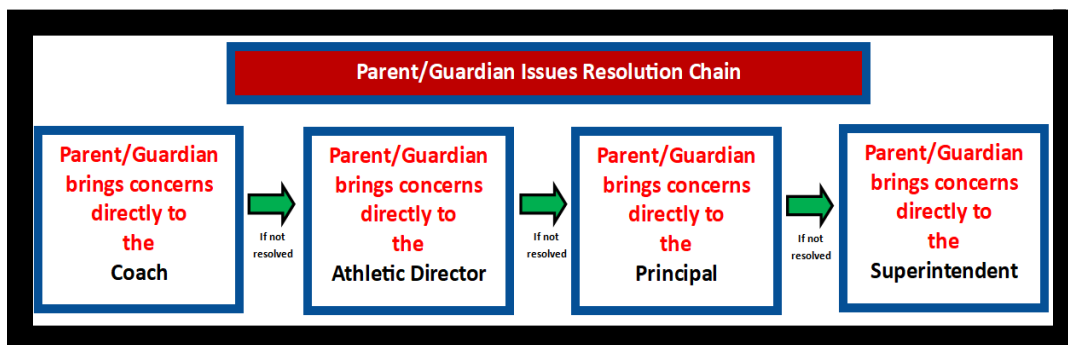 Parent/Guardian Issues Resolution Chain
Parent/Guardian
brings concerns
directly to
the
Coach
If not
resolved
Parent/Guardian
brings concerns
directly to
the
Athletic Director
If not
resolved
Parent/Guardian
brings concerns
directly to
the
Principal
If not
resolved
Parent/Guardian
brings concerns
directly to
the
Superintendent